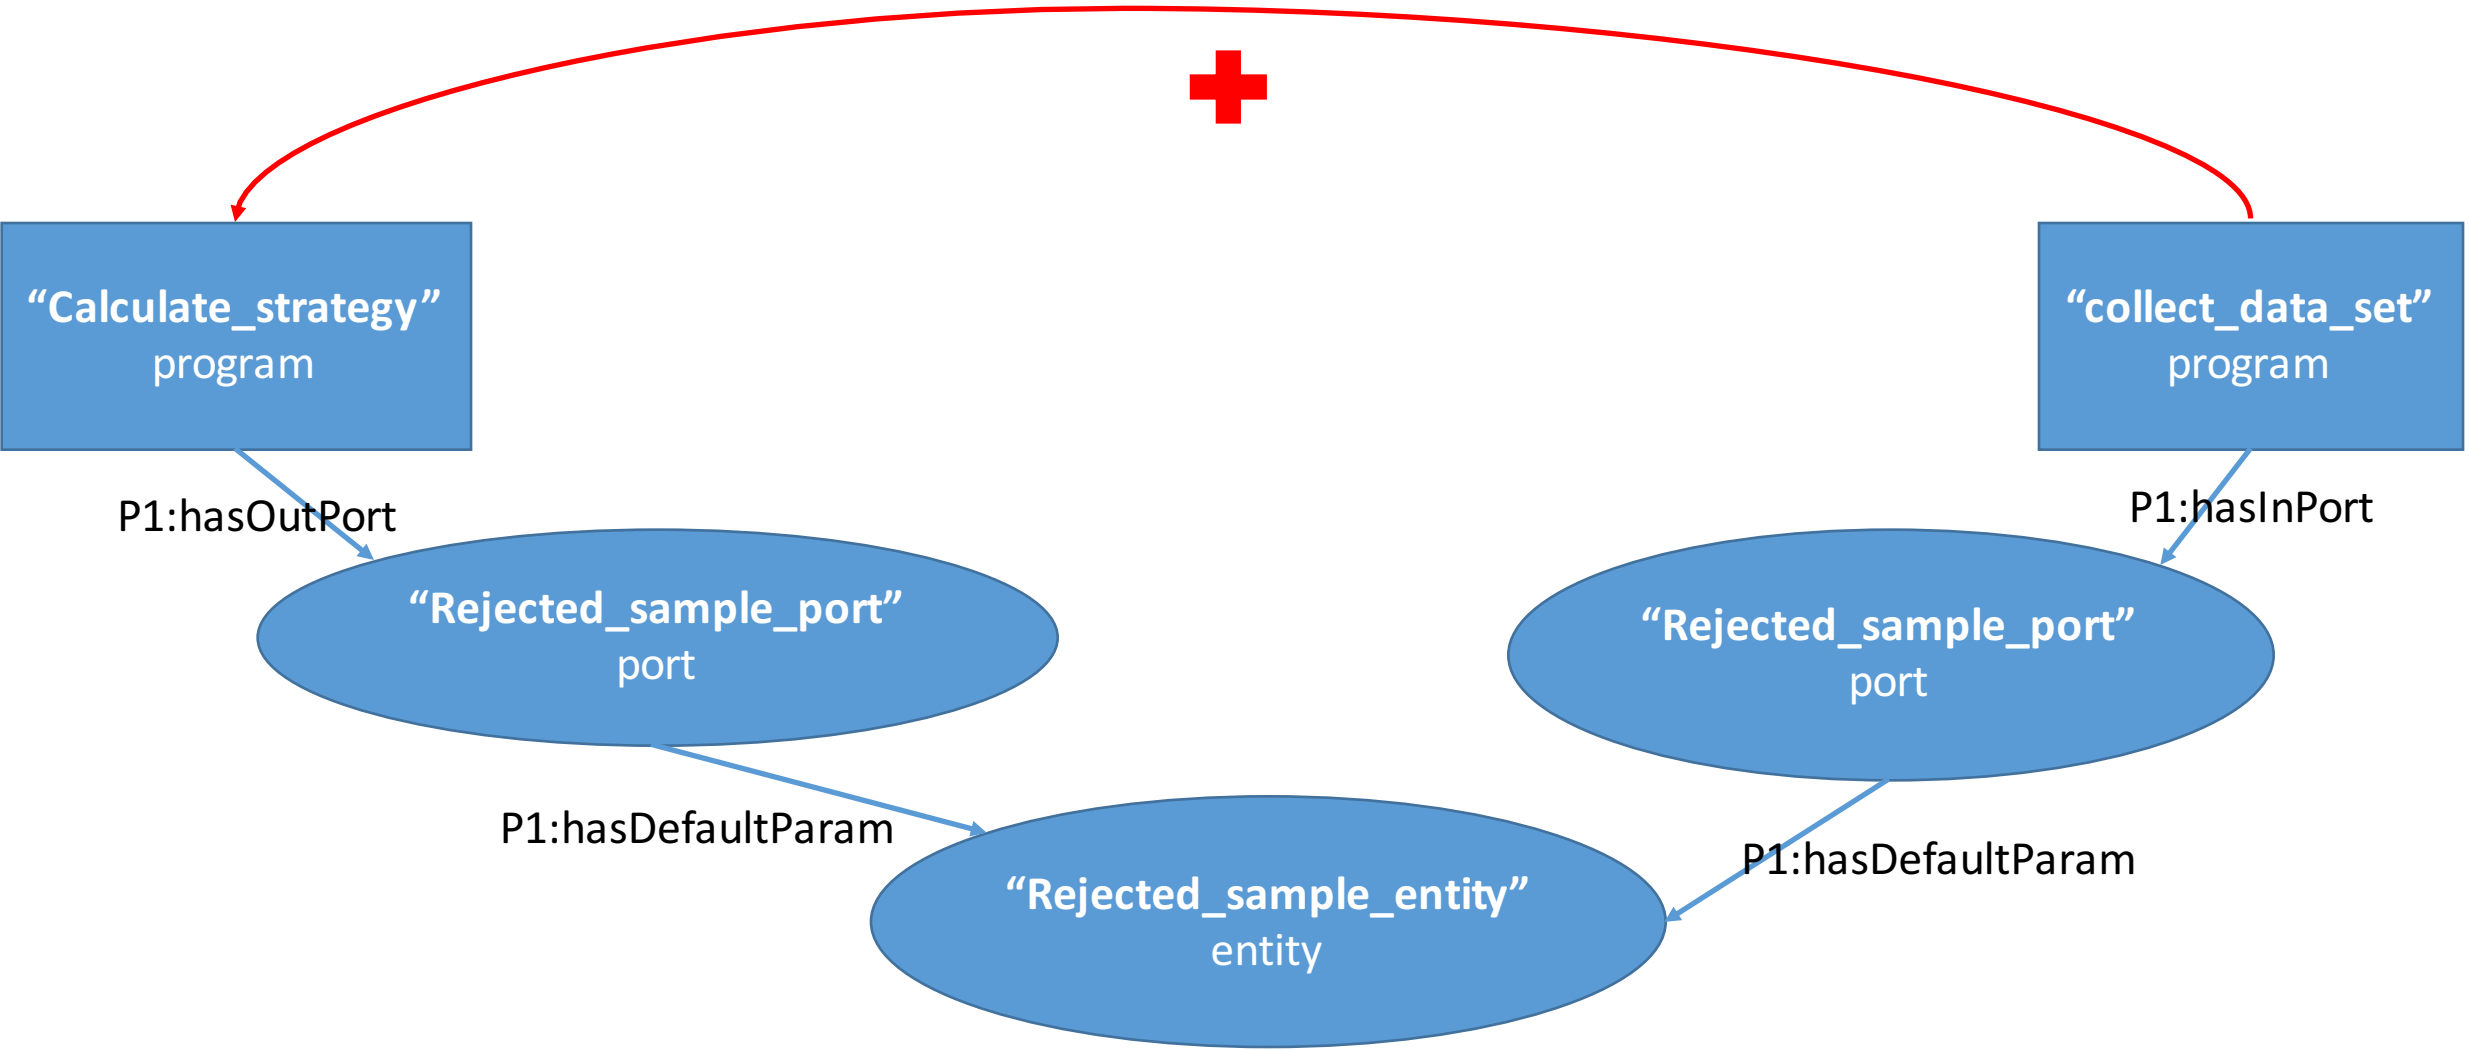 “Calculate_strategy”
program
“collect_data_set”
program
P1:hasOutPort
P1:hasInPort
“Rejected_sample_port”
port
“Rejected_sample_port”
port
P1:hasDefaultParam
P1:hasDefaultParam
“Rejected_sample_entity”
entity